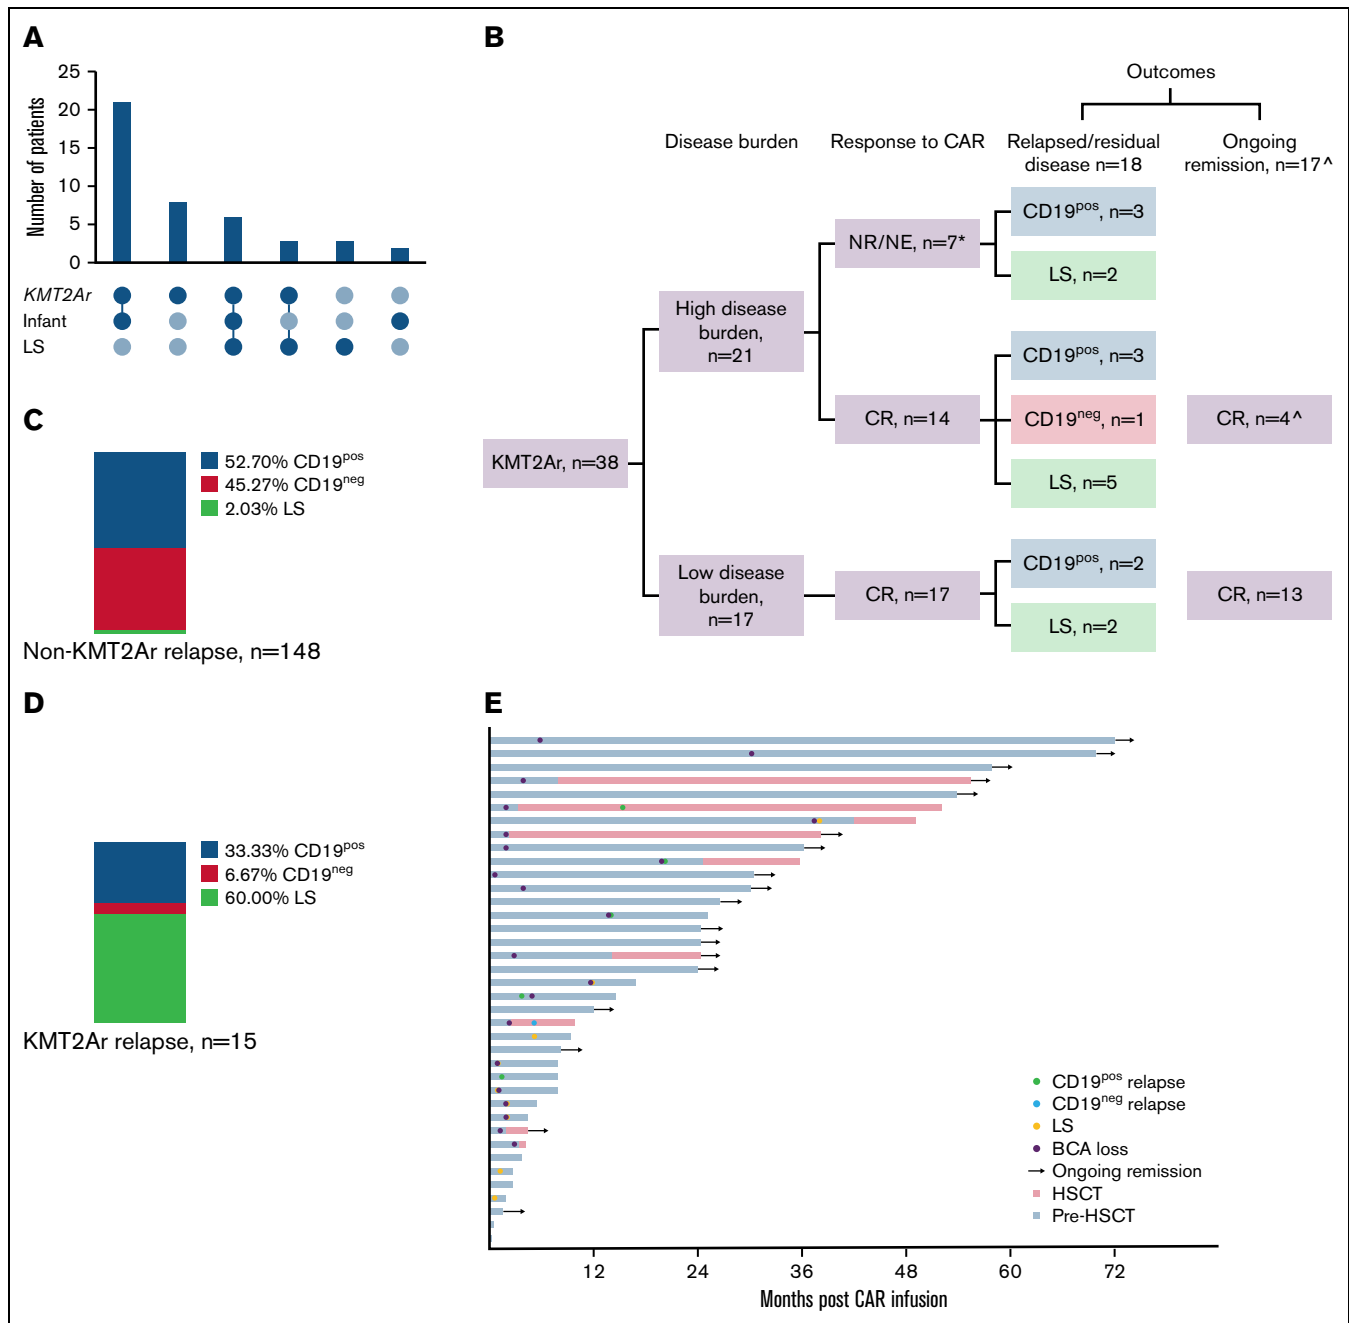 A
25
20
15
10
5
0
Number of patients
KMT2Ar
Infant
LS
B
Outcomes
Disease burden
Response to CAR
Relapsed/residual
disease n=18
Ongoing
remission, n=17^
KMT2Ar, n=38
High disease
burden,
n=21
Low disease
burden,
n=17
NR/NE, n=7*
CR, n=14
CR, n=17
CD19pos, n=3
LS, n=2
CD19pos, n=3
CD19neg, n=1
LS, n=5
CD19pos, n=2
LS, n=2
CR, n=4^
CR, n=13
C
52.70% CD19pos
45.27% CD19neg
2.03% LS
Non-KMT2Ar relapse, n=148
D
33.33% CD19pos
6.67% CD19neg
60.00% LS
KMT2Ar relapse, n=15
E
CD19pos relapse
CD19neg relapse
LS
BCA loss
Ongoing remission
HSCT
Pre-HSCT
12
24
36
48
60
72
Months post CAR infusion